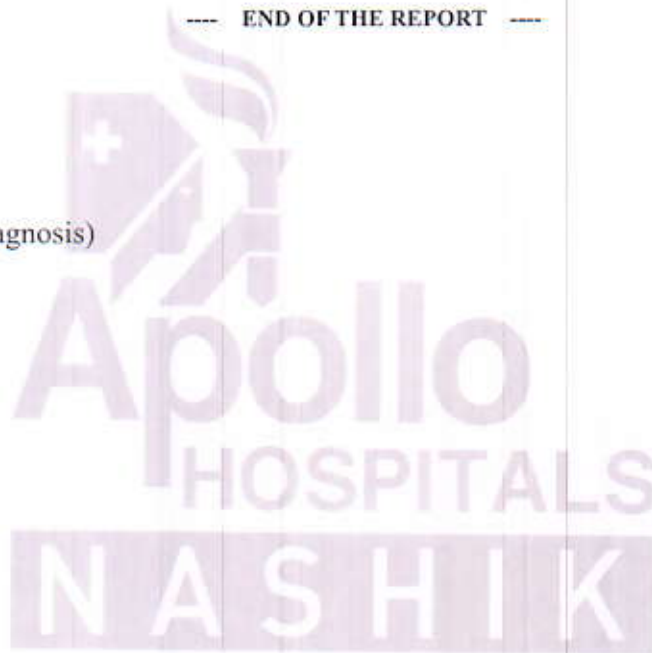 ---- END OF THE REPORT ----
agnosis)
Apollo
HOSPITALS
NASHIK